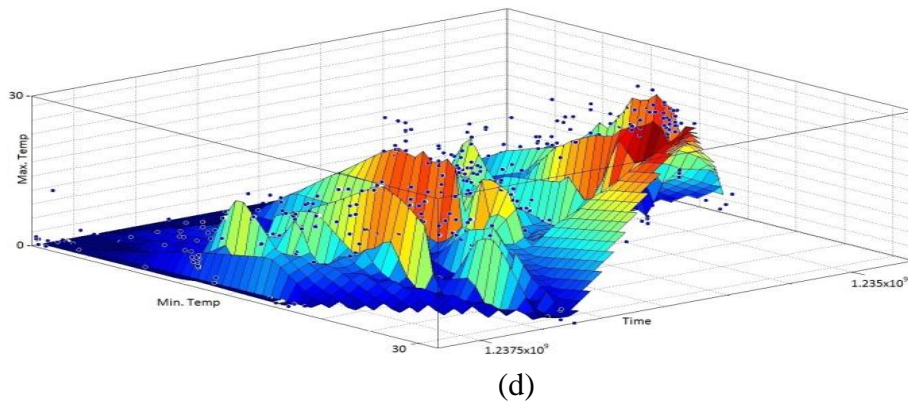 30
Max. Temp
0
Min. Temp
30
Time
1.235x10⁹
1.2375x10⁹
(d)